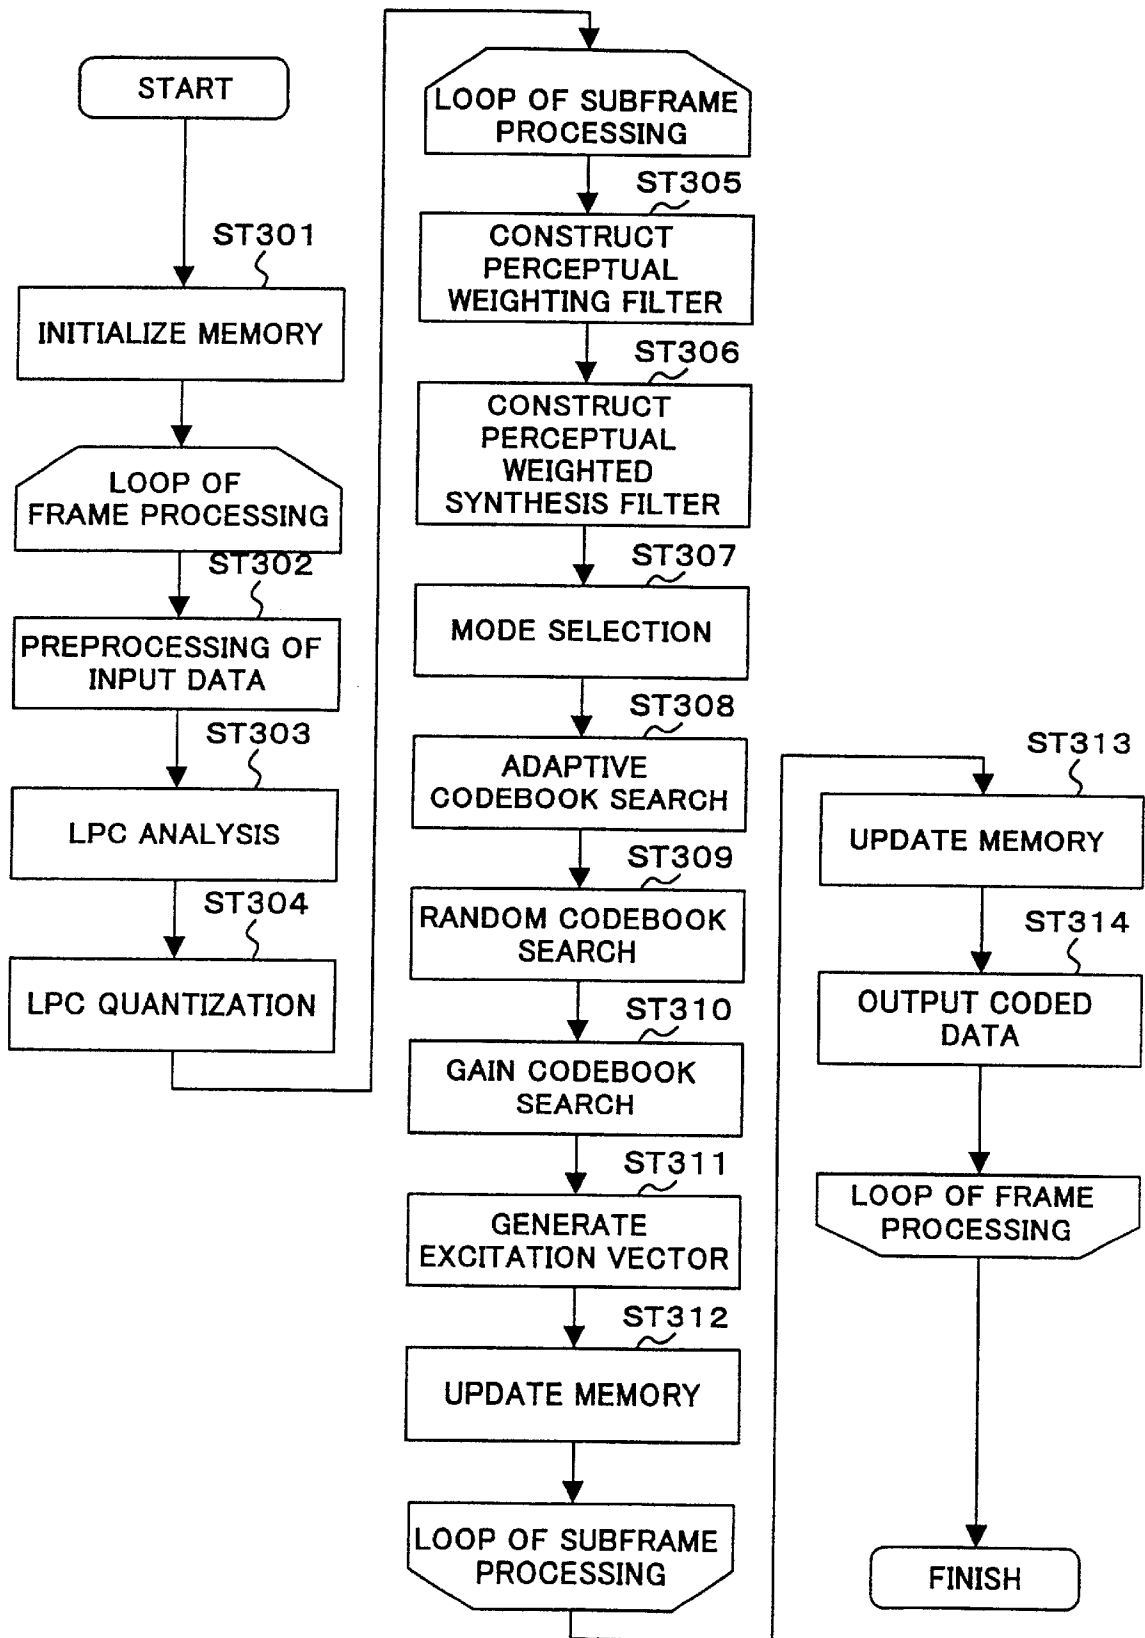 START
ST301
INITIALIZE MEMORY
LOOP OF
FRAME PROCESSING
ST302
PREPROCESSING OF
INPUT DATA
ST303
LPC ANALYSIS
ST304
LPC QUANTIZATION
LOOP OF SUBFRAME
PROCESSING
ST305
CONSTRUCT
PERCEPTUAL
WEIGHTING FILTER
ST306
CONSTRUCT
PERCEPTUAL
WEIGHTED
SYNTHESIS FILTER
ST307
MODE SELECTION
ST308
ADAPTIVE
CODEBOOK SEARCH
ST309
RANDOM CODEBOOK
SEARCH
ST310
GAIN CODEBOOK
SEARCH
ST311
GENERATE
EXCITATION VECTOR
ST312
UPDATE MEMORY
LOOP OF SUBFRAME
PROCESSING
ST313
UPDATE MEMORY
ST314
OUTPUT CODED
DATA
LOOP OF FRAME
PROCESSING
FINISH